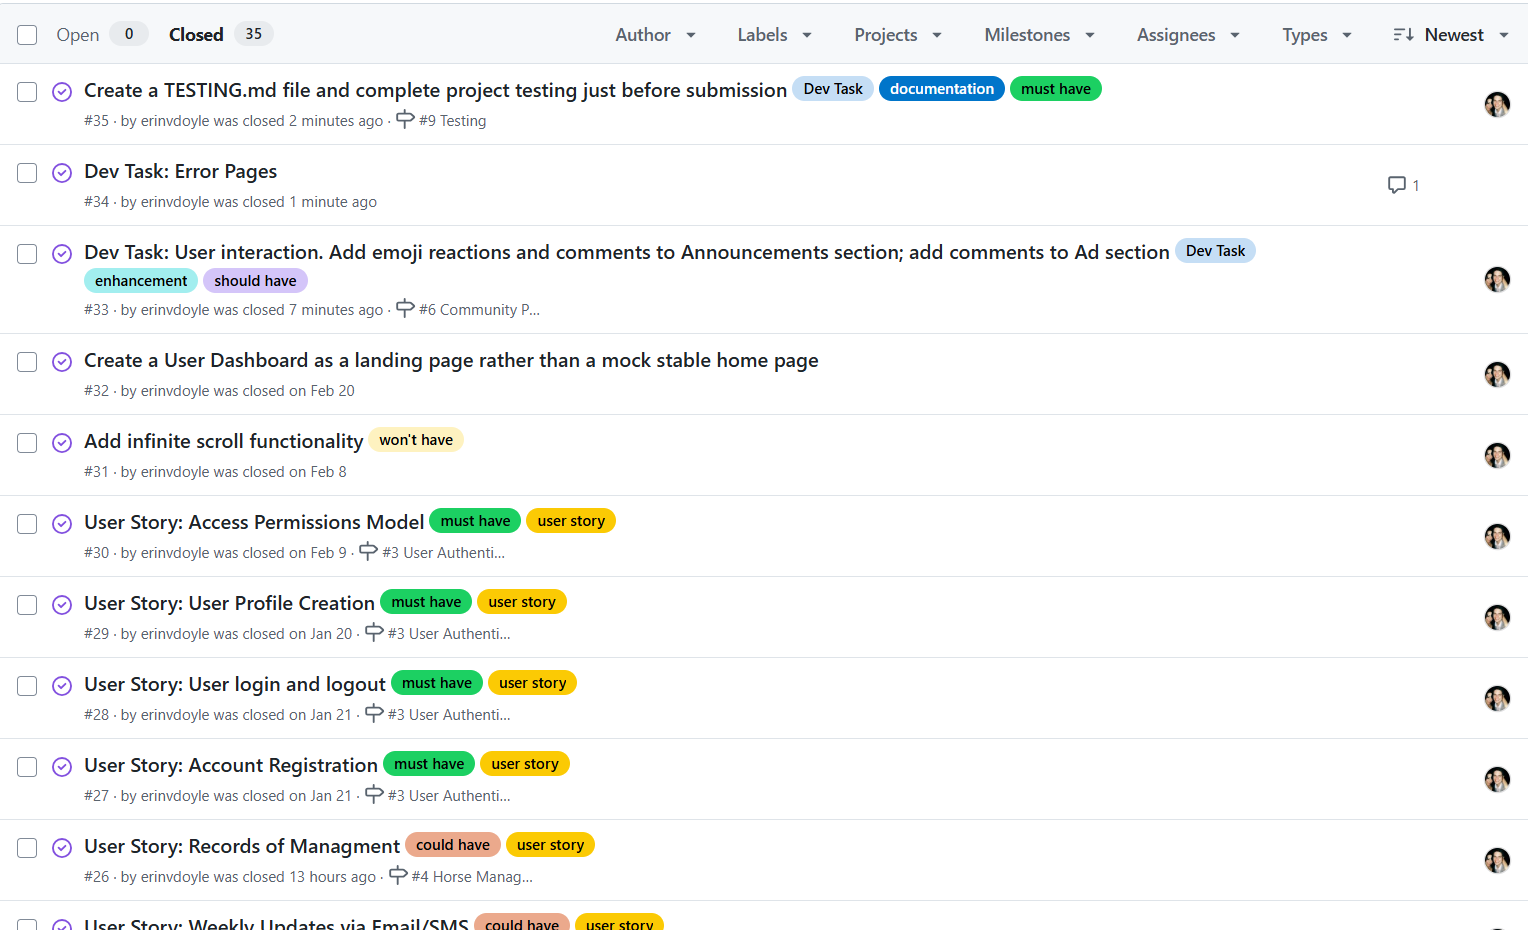 Open 0 Closed 35 Author Labels Projects Milestones Assignees Types Newest
Create a TESTING.md file and complete project testing just before submission Dev Task documentation must have
#35 · by erinvdoyle was closed 2 minutes ago · #9 Testing
Dev Task: Error Pages
1
#34 · by erinvdoyle was closed 1 minute ago
Dev Task: User interaction. Add emoji reactions and comments to Announcements section; add comments to Ad section Dev Task
enhancement should have
#33 · by erinvdoyle was closed 7 minutes ago · #6 Community P...
Create a User Dashboard as a landing page rather than a mock stable home page
#32 · by erinvdoyle was closed on Feb 20
Add infinite scroll functionality won't have
#31 · by erinvdoyle was closed on Feb 8
User Story: Access Permissions Model must have user story
#30 · by erinvdoyle was closed on Feb 9 · #3 User Authenti...
User Story: User Profile Creation must have user story
#29 · by erinvdoyle was closed on Jan 20 · #3 User Authenti...
User Story: User login and logout must have user story
#28 · by erinvdoyle was closed on Jan 21 · #3 User Authenti...
User Story: Account Registration must have user story
#27 · by erinvdoyle was closed on Jan 21 · #3 User Authenti...
User Story: Records of Managment could have user story
#26 · by erinvdoyle was closed 13 hours ago · #4 Horse Manag...
User Story: Weekly Updates via Email/SMS could have user story